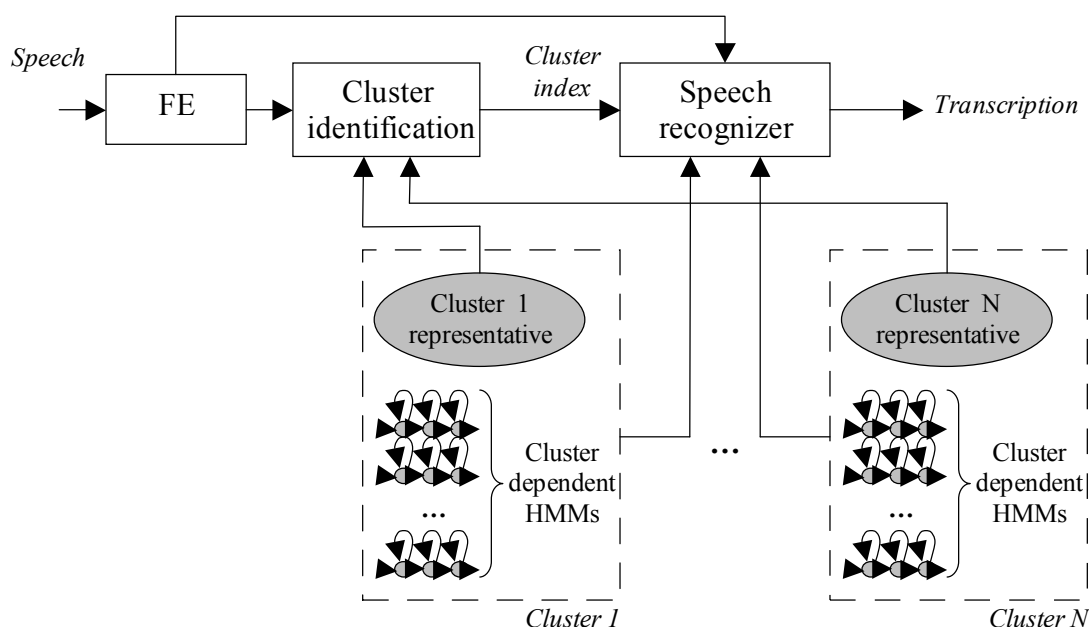 Speech
FE
Cluster
identification
Cluster
index
Speech
recognizer
Transcription
Cluster 1
representative
Cluster
dependent
HMMs
...
Cluster 1
...
Cluster N
representative
Cluster
dependent
HMMs
...
Cluster N